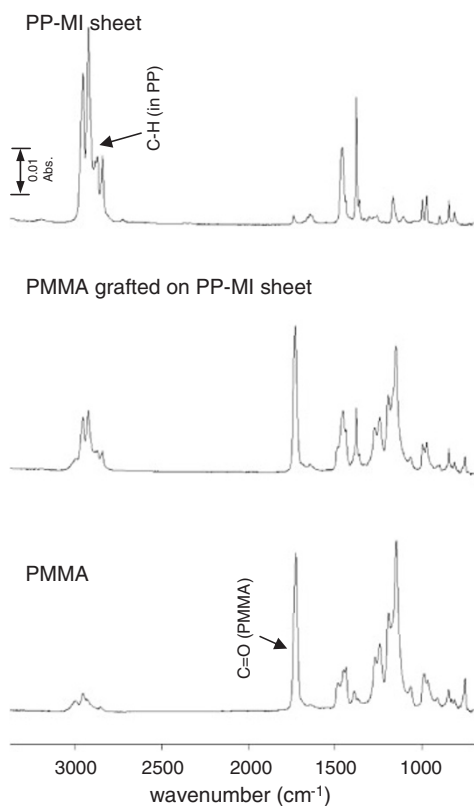 PP-MI sheet
C-H (in PP)
0.01
Abs.
PMMA grafted on PP-MI sheet
PMMA
C=O (PMMA)
3000 2500 2000 1500 1000
wavenumber (cm⁻¹)